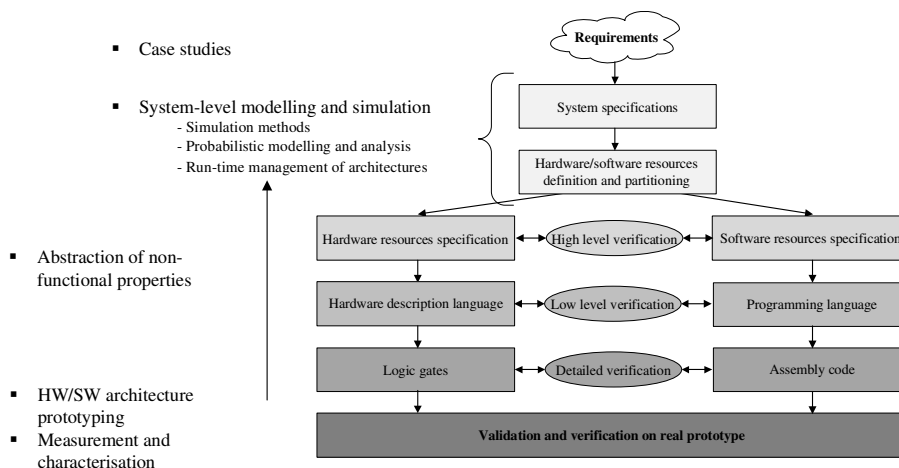 ▪ Case studies
▪ System-level modelling and simulation
- Simulation methods
- Probabilistic modelling and analysis
- Run-time management of architectures
▪ Abstraction of non-
functional properties
▪ HW/SW architecture
prototyping
▪ Measurement and
characterisation
Requirements
System specifications
Hardware/software resources
definition and partitioning
Hardware resources specification
High level verification
Software resources specification
Hardware description language
Low level verification
Programming language
Logic gates
Detailed verification
Assembly code
Validation and verification on real prototype